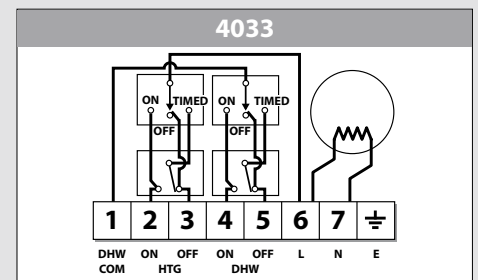 4033
ON TIMED ON TIMED
OFF OFF
1 2 3 4 5 6 7
DHW ON OFF ON OFF L N E
COM HTG DHW